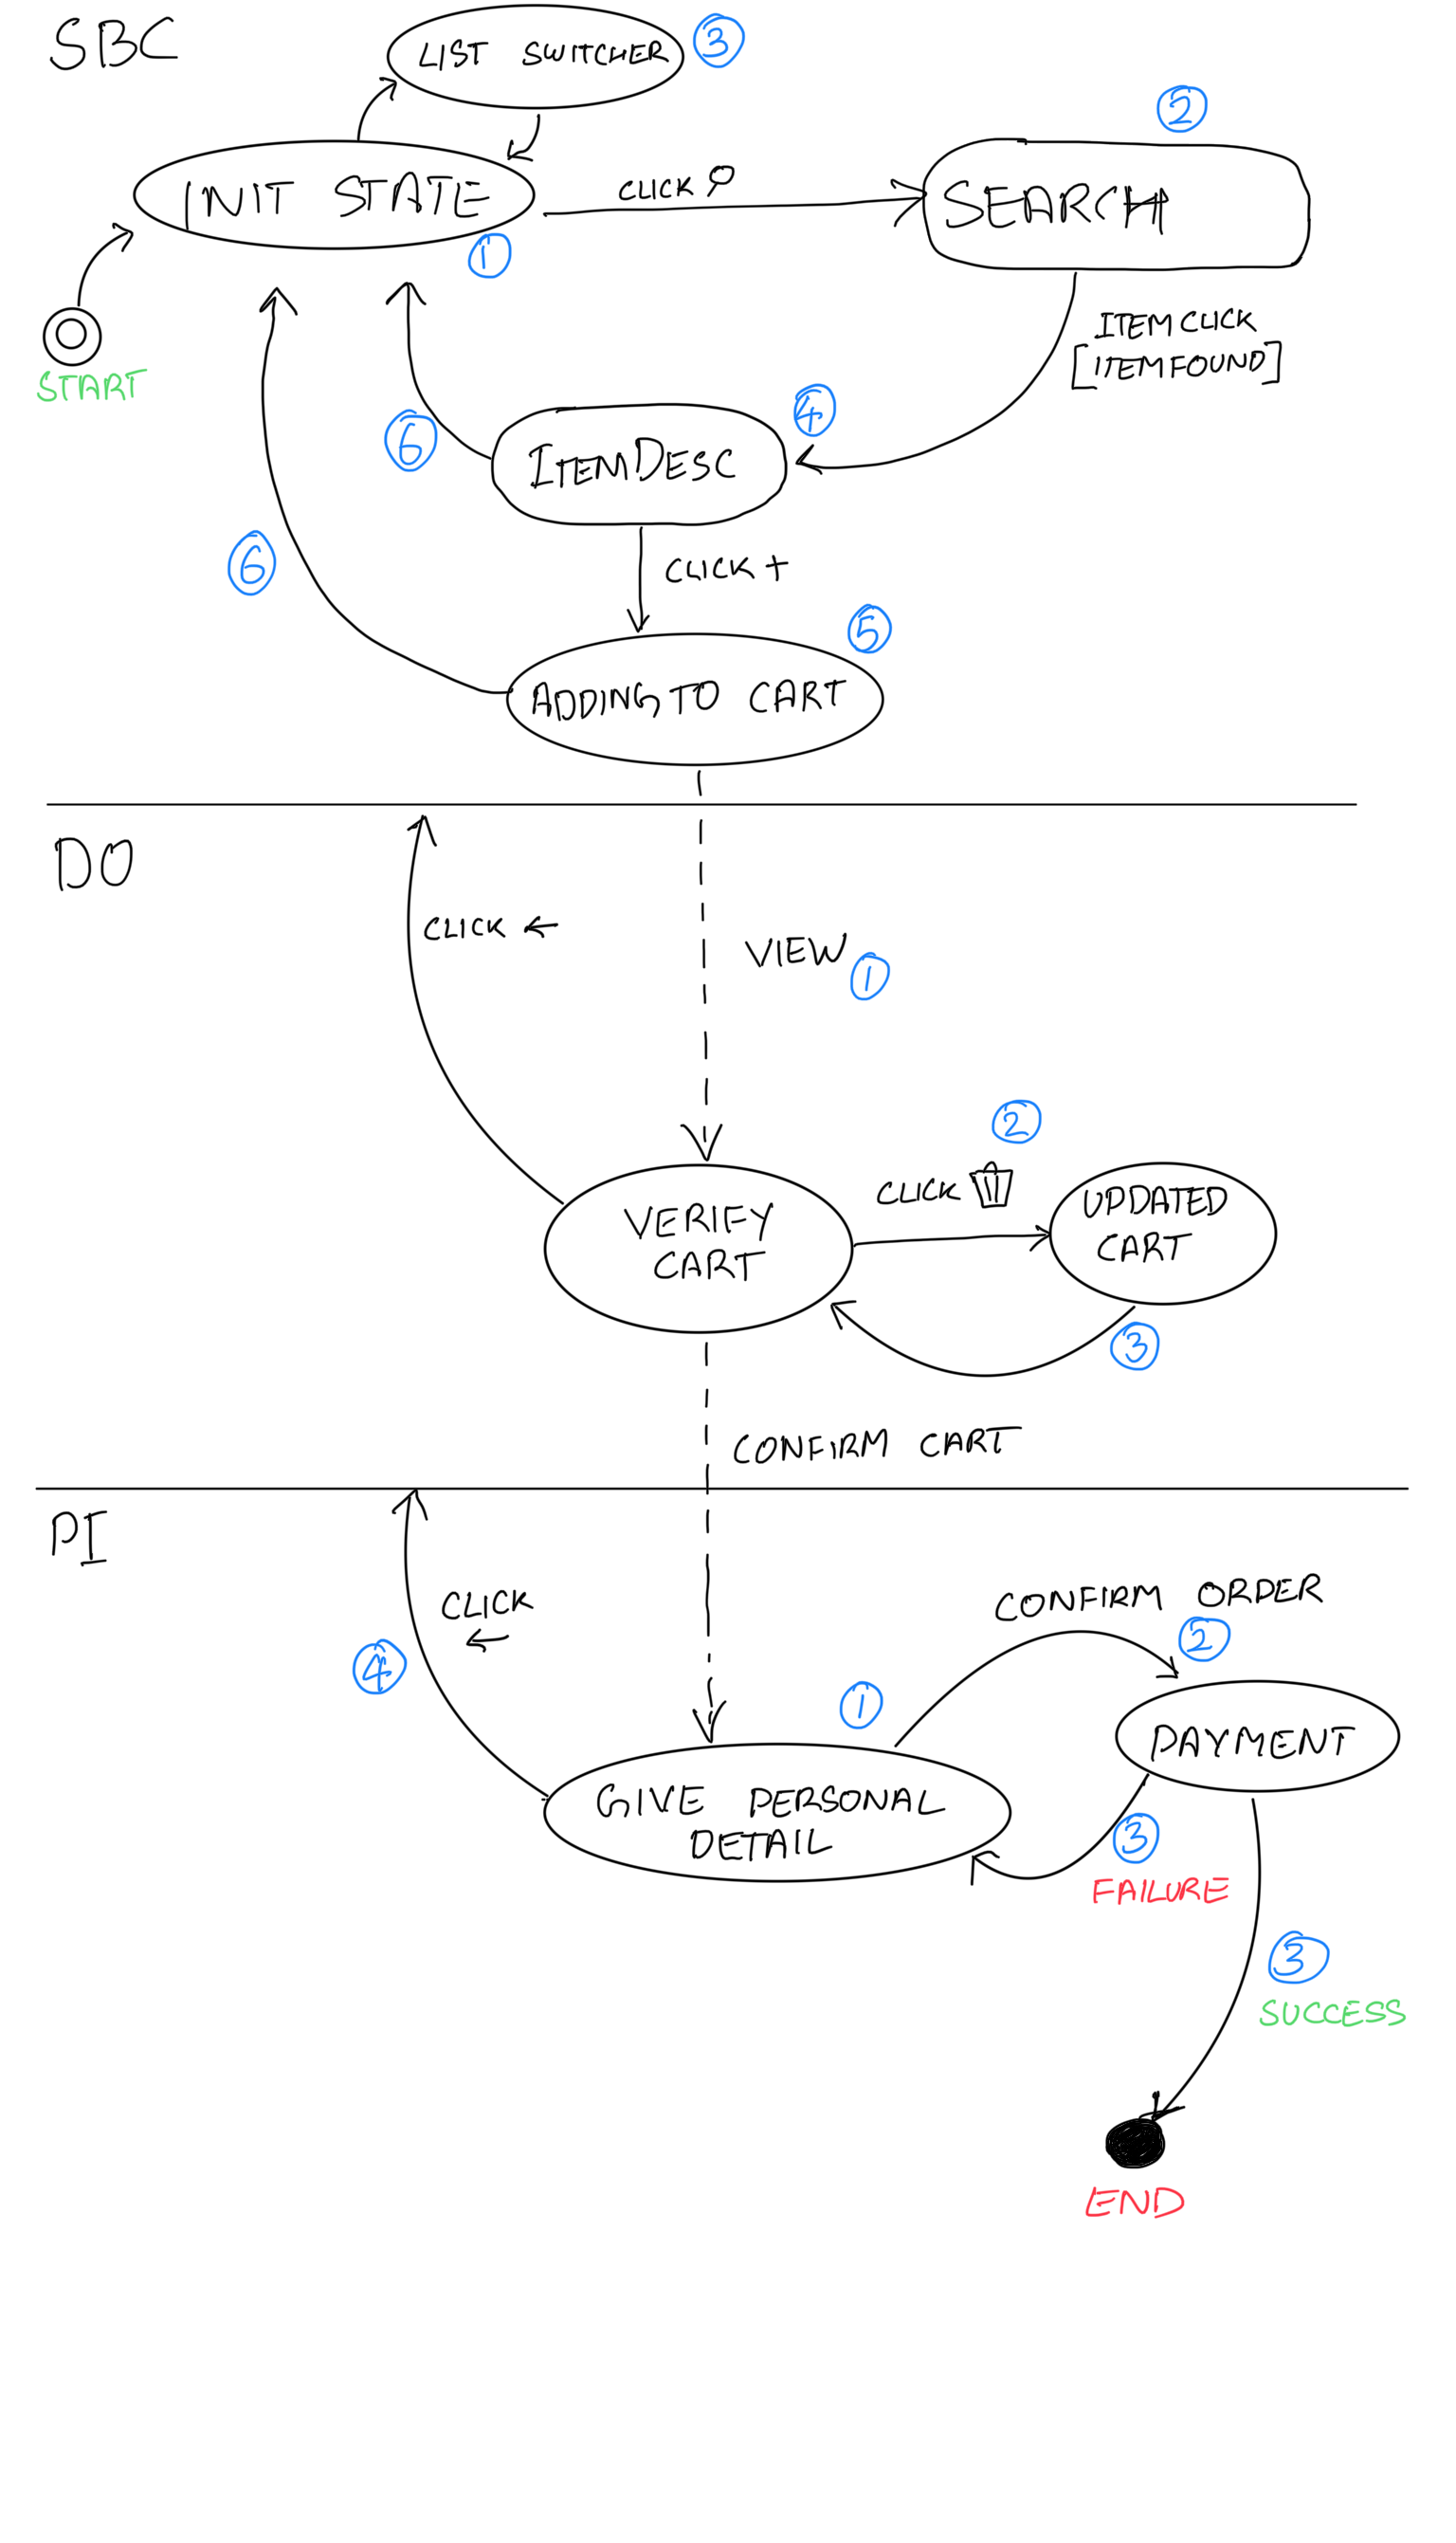 SBC
LIST SWITCHER
3
2
INIT STATE
1
CLICK
SEARCH
START
ITEM CLICK
[ITEM FOUND]
4
6
ITEMDESC
6
CLICK +
5
ADDING TO CART
DO
CLICK ←
VIEW
1
2
CLICK
VERIFY
CART
UPDATED
CART
3
CONFIRM CART
PI
CLICK
←
CONFIRM ORDER
2
4
1
PAYMENT
GIVE PERSONAL
DETAIL
3
FAILURE
3
SUCCESS
END